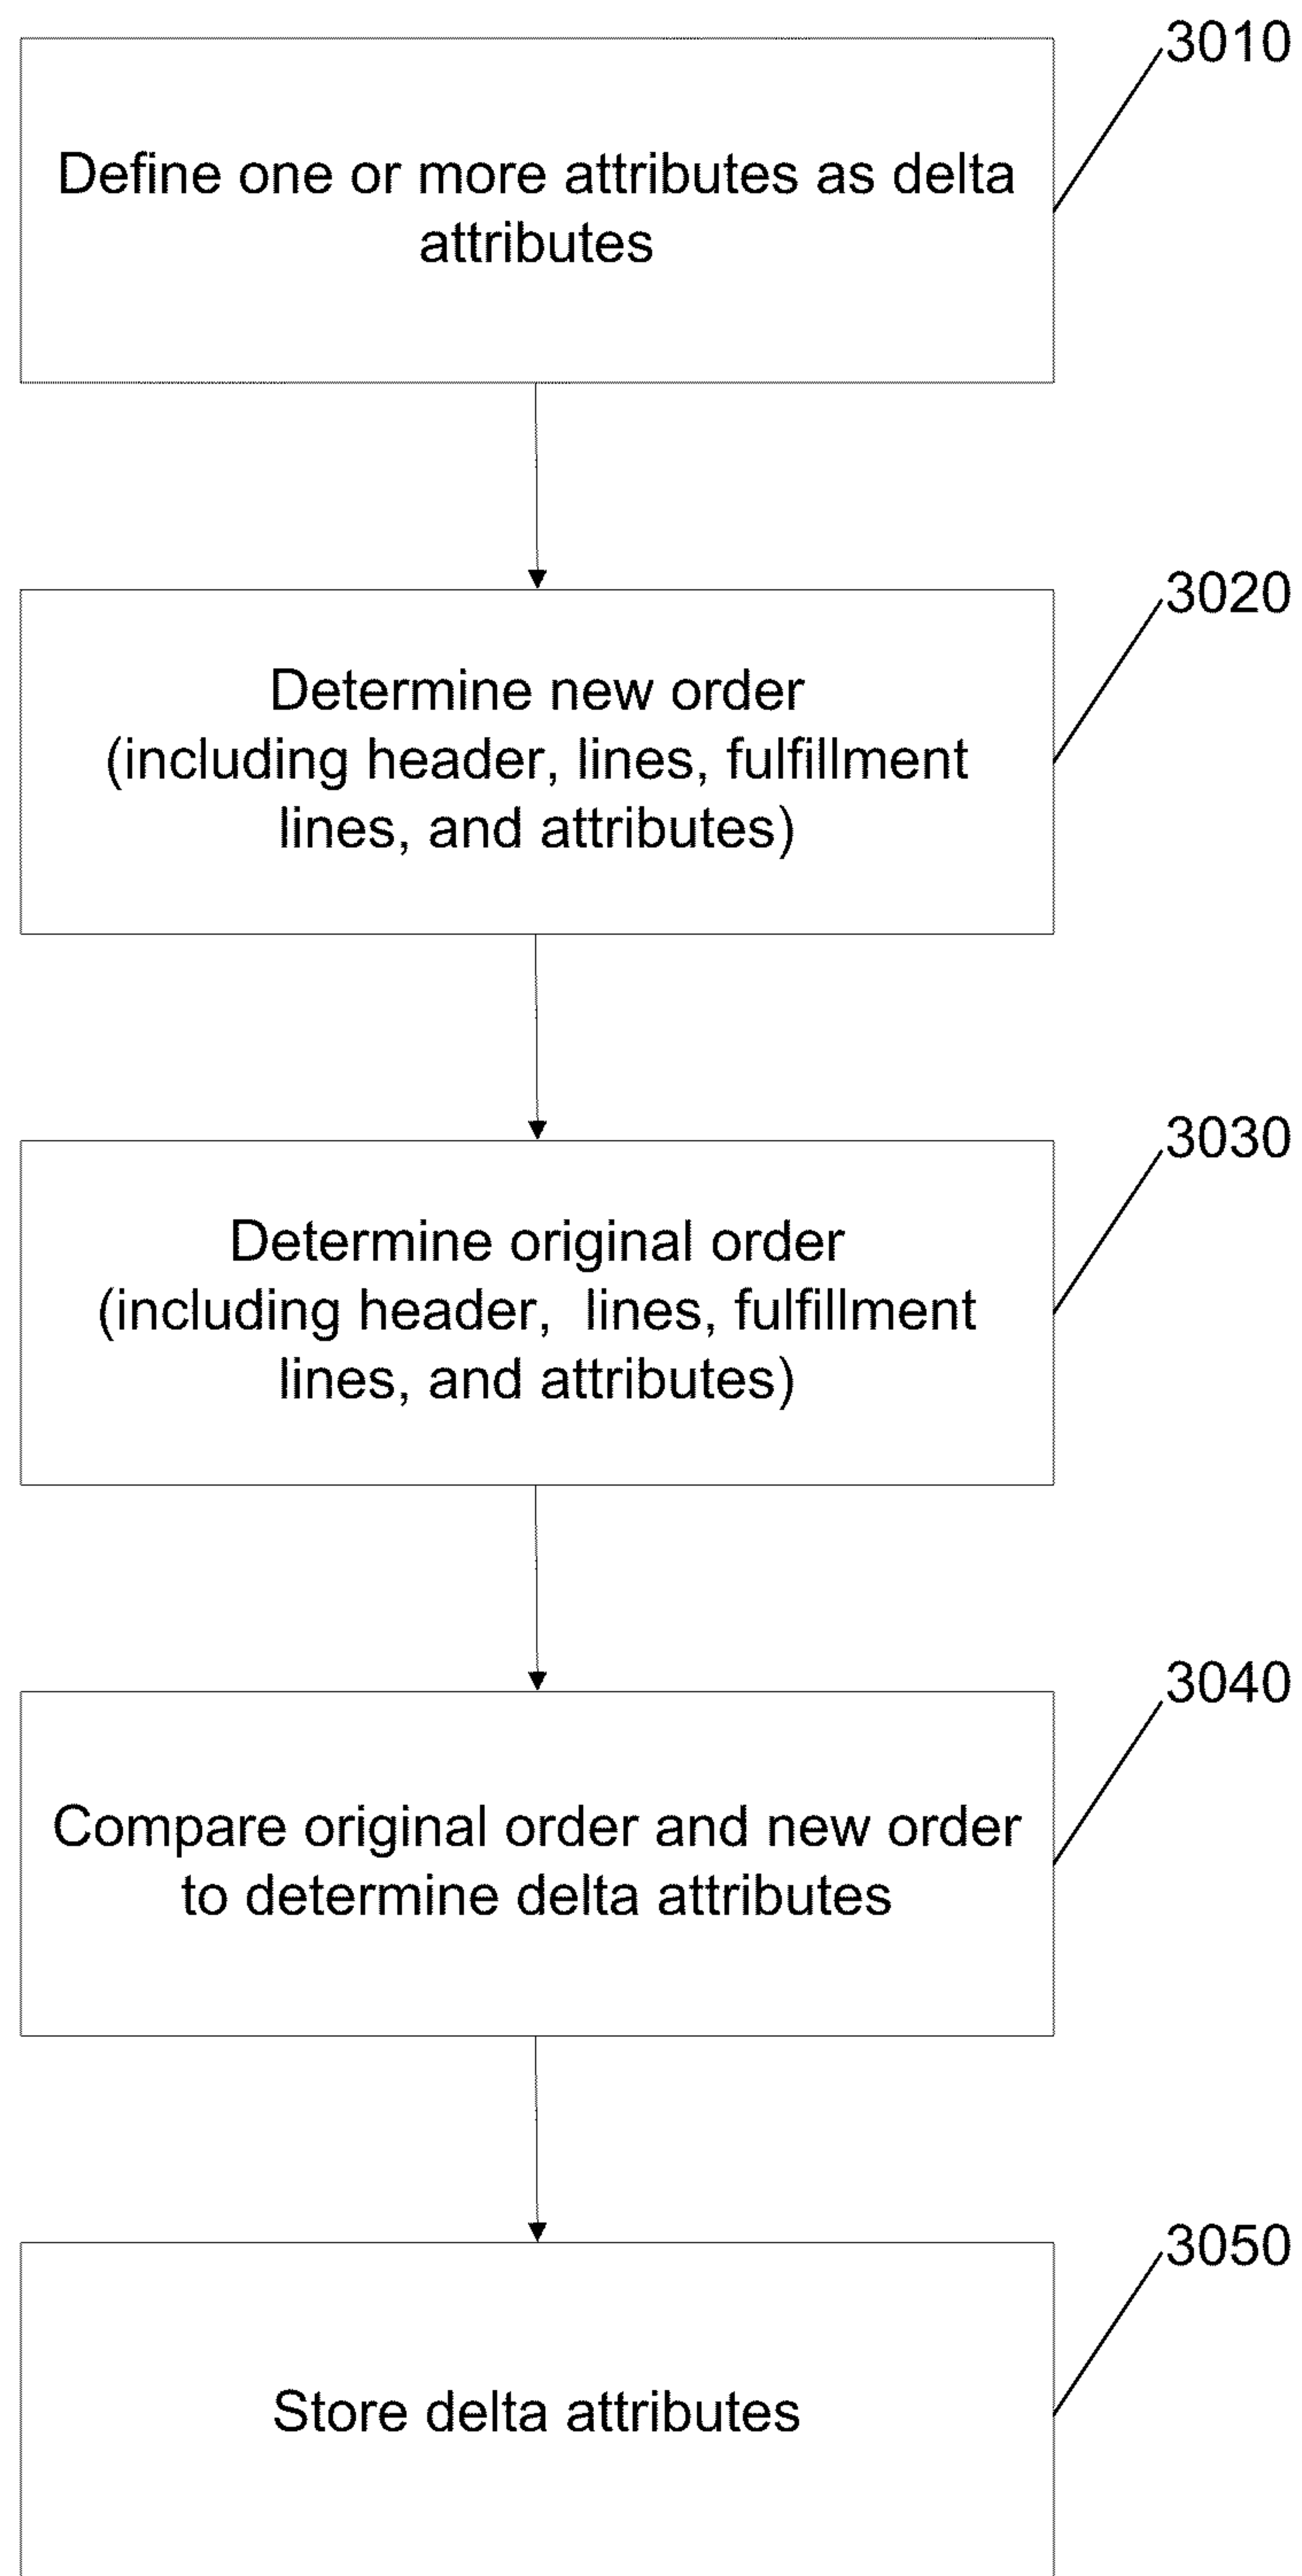 3010
Define one or more attributes as delta
attributes
3020
Determine new order
(including header, lines, fulfillment
lines, and attributes)
3030
Determine original order
(including header,  lines, fulfillment
lines, and attributes)
3040
Compare original order and new order
to determine delta attributes
3050
Store delta attributes